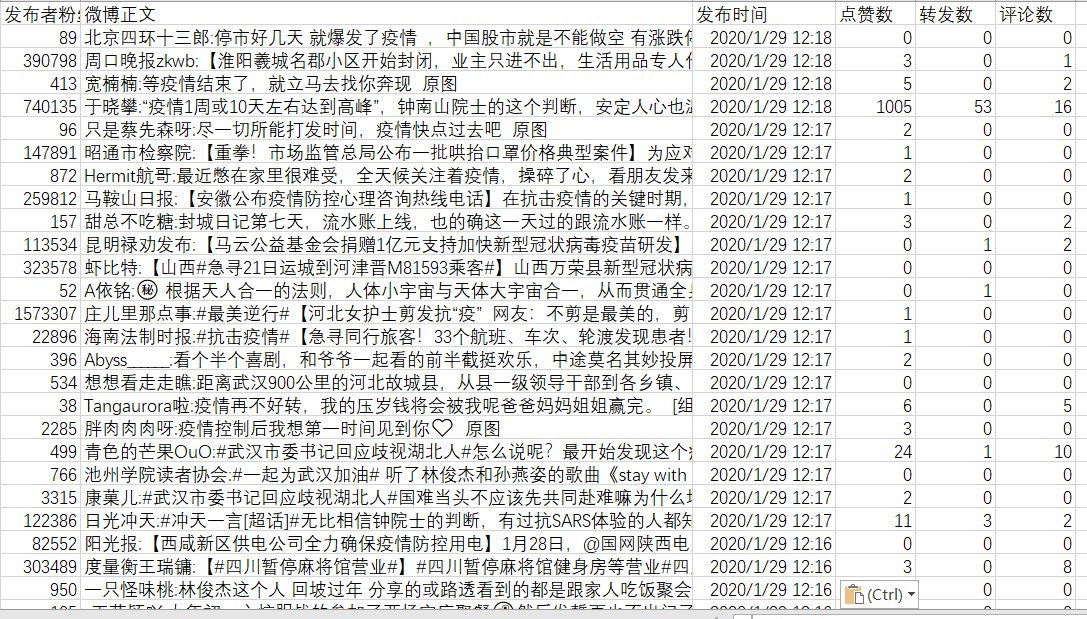 发布者粉 微博正文 发布时间 点赞数 转发数 评论数
89 北京四环十三郎:停市好几天 就爆发了疫情 ，中国股市就是不能做空 有涨跌 2020/1/29 12:18 0 0 0
390798 周口晚报zkwb:【淮阳羲城名郡小区开始封闭，业主只进不出，生活用品专人 2020/1/29 12:18 3 0 1
413 宽楠楠:等疫情结束了，就立马去找你奔现 原图 2020/1/29 12:18 5 0 2
740135 于晓攀:“疫情1周或10天左右达到高峰”，钟南山院士的这个判断，安定人心也 2020/1/29 12:18 1005 53 16
96 只是蔡先森呀:尽一切所能打发时间，疫情快点过去吧 原图 2020/1/29 12:17 2 0 0
147891 昭通市检察院:【重拳！市场监管总局公布一批哄抬口罩价格典型案件】为应 2020/1/29 12:17 1 0 0
872 Hermit航哥:最近憋在家里很难受，全天候关注着疫情，操碎了心，看朋友发来 2020/1/29 12:17 2 0 0
259812 马鞍山日报:【安徽公布疫情防控心理咨询热线电话】在抗击疫情的关键时期， 2020/1/29 12:17 1 0 0
157 甜总不吃糖:封城日记第七天，流水账上线，也的确这一天过的跟流水账一样。 2020/1/29 12:17 3 0 2
113534 昆明禄劝发布:【马云公益基金会捐赠1亿元支持加快新型冠状病毒疫苗研发】 2020/1/29 12:17 0 1 2
323578 虾比特:【山西#急寻21日运城到河津晋M81593乘客#】山西万荣县新型冠状病 2020/1/29 12:17 0 0 0
52 A依铭:㊙ 根据天人合一的法则，人体小宇宙与天体大宇宙合一，从而贯通全 2020/1/29 12:17 0 1 0
1573307 庄儿里那点事:#最美逆行#【河北女护士剪发抗“疫” 网友：不剪是最美的，剪 2020/1/29 12:17 1 0 0
22896 海南法制时报:#抗击疫情#【急寻同行旅客！33个航班、车次、轮渡发现患者! 2020/1/29 12:17 1 0 0
396 Abyss_____:看个半个喜剧，和爷爷一起看的前半截挺欢乐，中途莫名其妙投屏 2020/1/29 12:17 2 0 0
534 想想看走走瞧:距离武汉900公里的河北故城县，从县一级领导干部到各乡镇、 2020/1/29 12:17 0 0 0
38 Tangaurora啦:疫情再不好转，我的压岁钱将会被我呢爸爸妈妈姐姐赢完。 [组 2020/1/29 12:17 6 0 5
2285 胖肉肉肉呀:疫情控制后我想第一时间见到你♡ 原图 2020/1/29 12:17 3 0 0
499 青色的芒果OuO:#武汉市委书记回应歧视湖北人#怎么说呢？最开始发现这个 2020/1/29 12:17 24 1 10
766 池州学院读者协会:#一起为武汉加油# 听了林俊杰和孙燕姿的歌曲《stay with 2020/1/29 12:17 0 0 0
3315 康菓儿:#武汉市委书记回应歧视湖北人#国难当头不应该先共同赴难嘛为什么 2020/1/29 12:17 2 0 0
122386 日光冲天:#冲天一言[超话]#无比相信钟院士的判断，有过抗SARS体验的人都知 2020/1/29 12:17 11 3 2
82552 阳光报:【西咸新区供电公司全力确保疫情防控用电】1月28日，@国网陕西电 2020/1/29 12:16 0 0 0
303489 度量衡王瑞镛:【#四川暂停麻将馆营业#】#四川暂停麻将馆健身房等营业#四 2020/1/29 12:16 3 0 8
950 一只怪味桃:林俊杰这个人 回坡过年 分享的或路透看到的都是跟家人吃饭聚会 2020/1/29 12:16 0 0
(Ctrl)